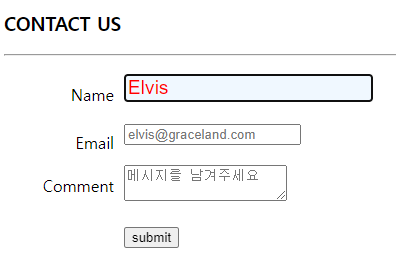 CONTACT US
Name Elvis
Email elvis@graceland.com
Comment 메시지를 남겨주세요
submit